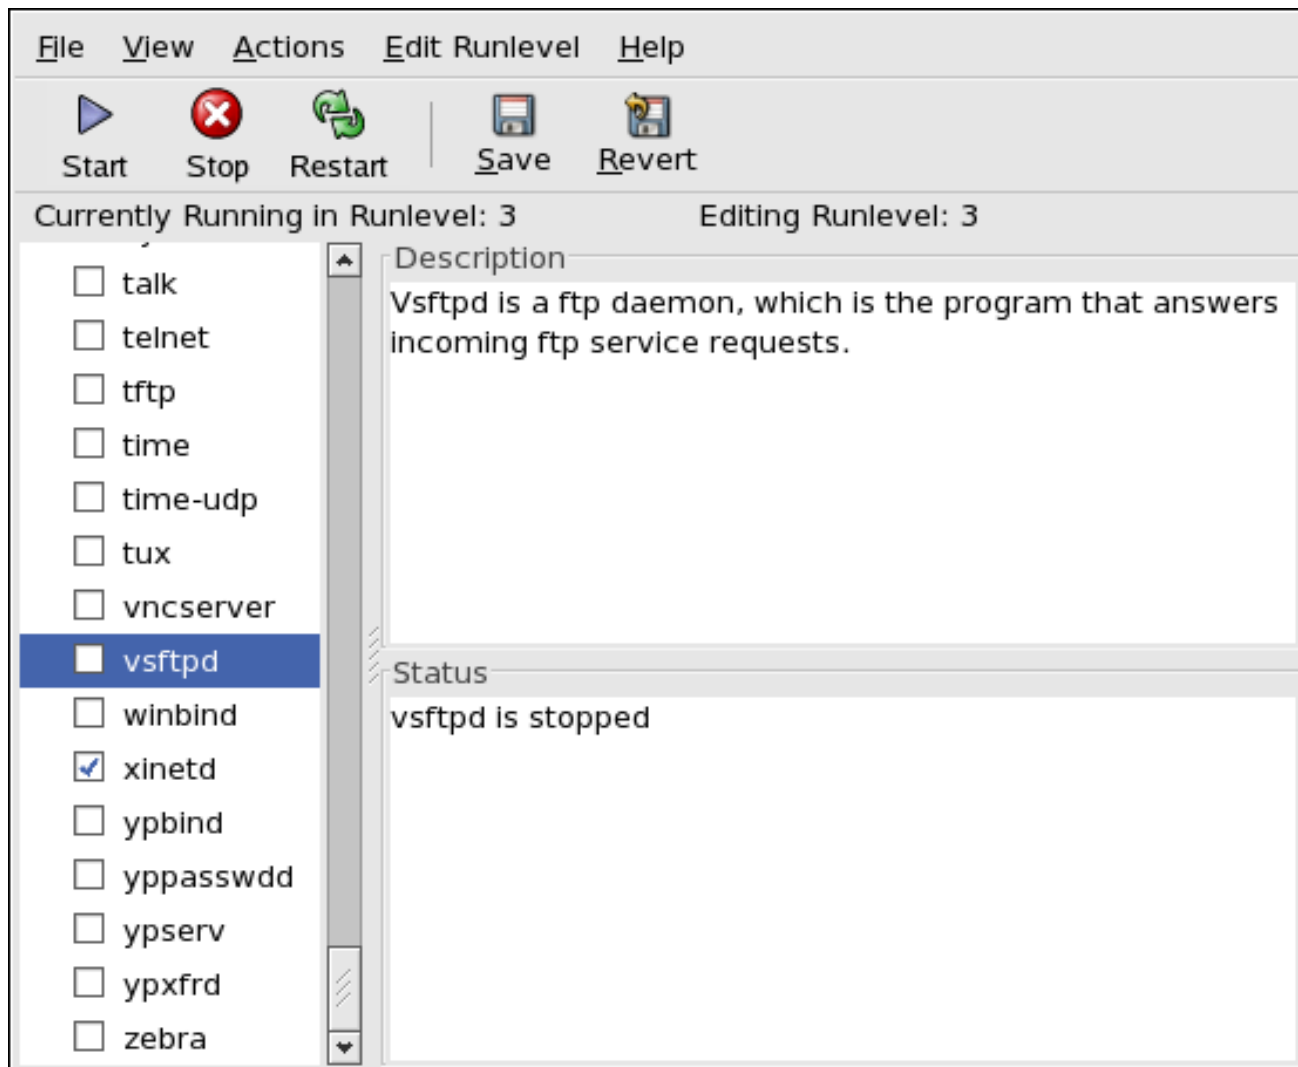 File View Actions Edit Runlevel Help
Start Stop Restart Save Revert
Currently Running in Runlevel: 3 Editing Runlevel: 3
talk
telnet
tftp
time
time-udp
tux
vncserver
vsftpd
winbind
xinetd
ypbind
yppasswdd
ypserv
ypxfrd
zebra
Description
Vsftpd is a ftp daemon, which is the program that answers
incoming ftp service requests.
Status
vsftpd is stopped